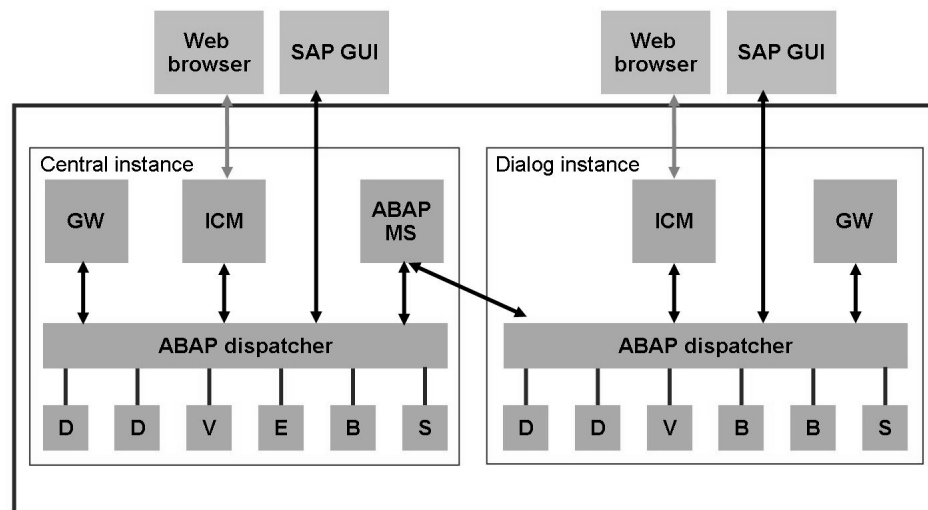 Web
browser
SAP GUI
Web
browser
SAP GUI
Central instance
Dialog instance
GW
ICM
ABAP
MS
ICM
GW
ABAP dispatcher
ABAP dispatcher
D D V E B S
D D V B B S